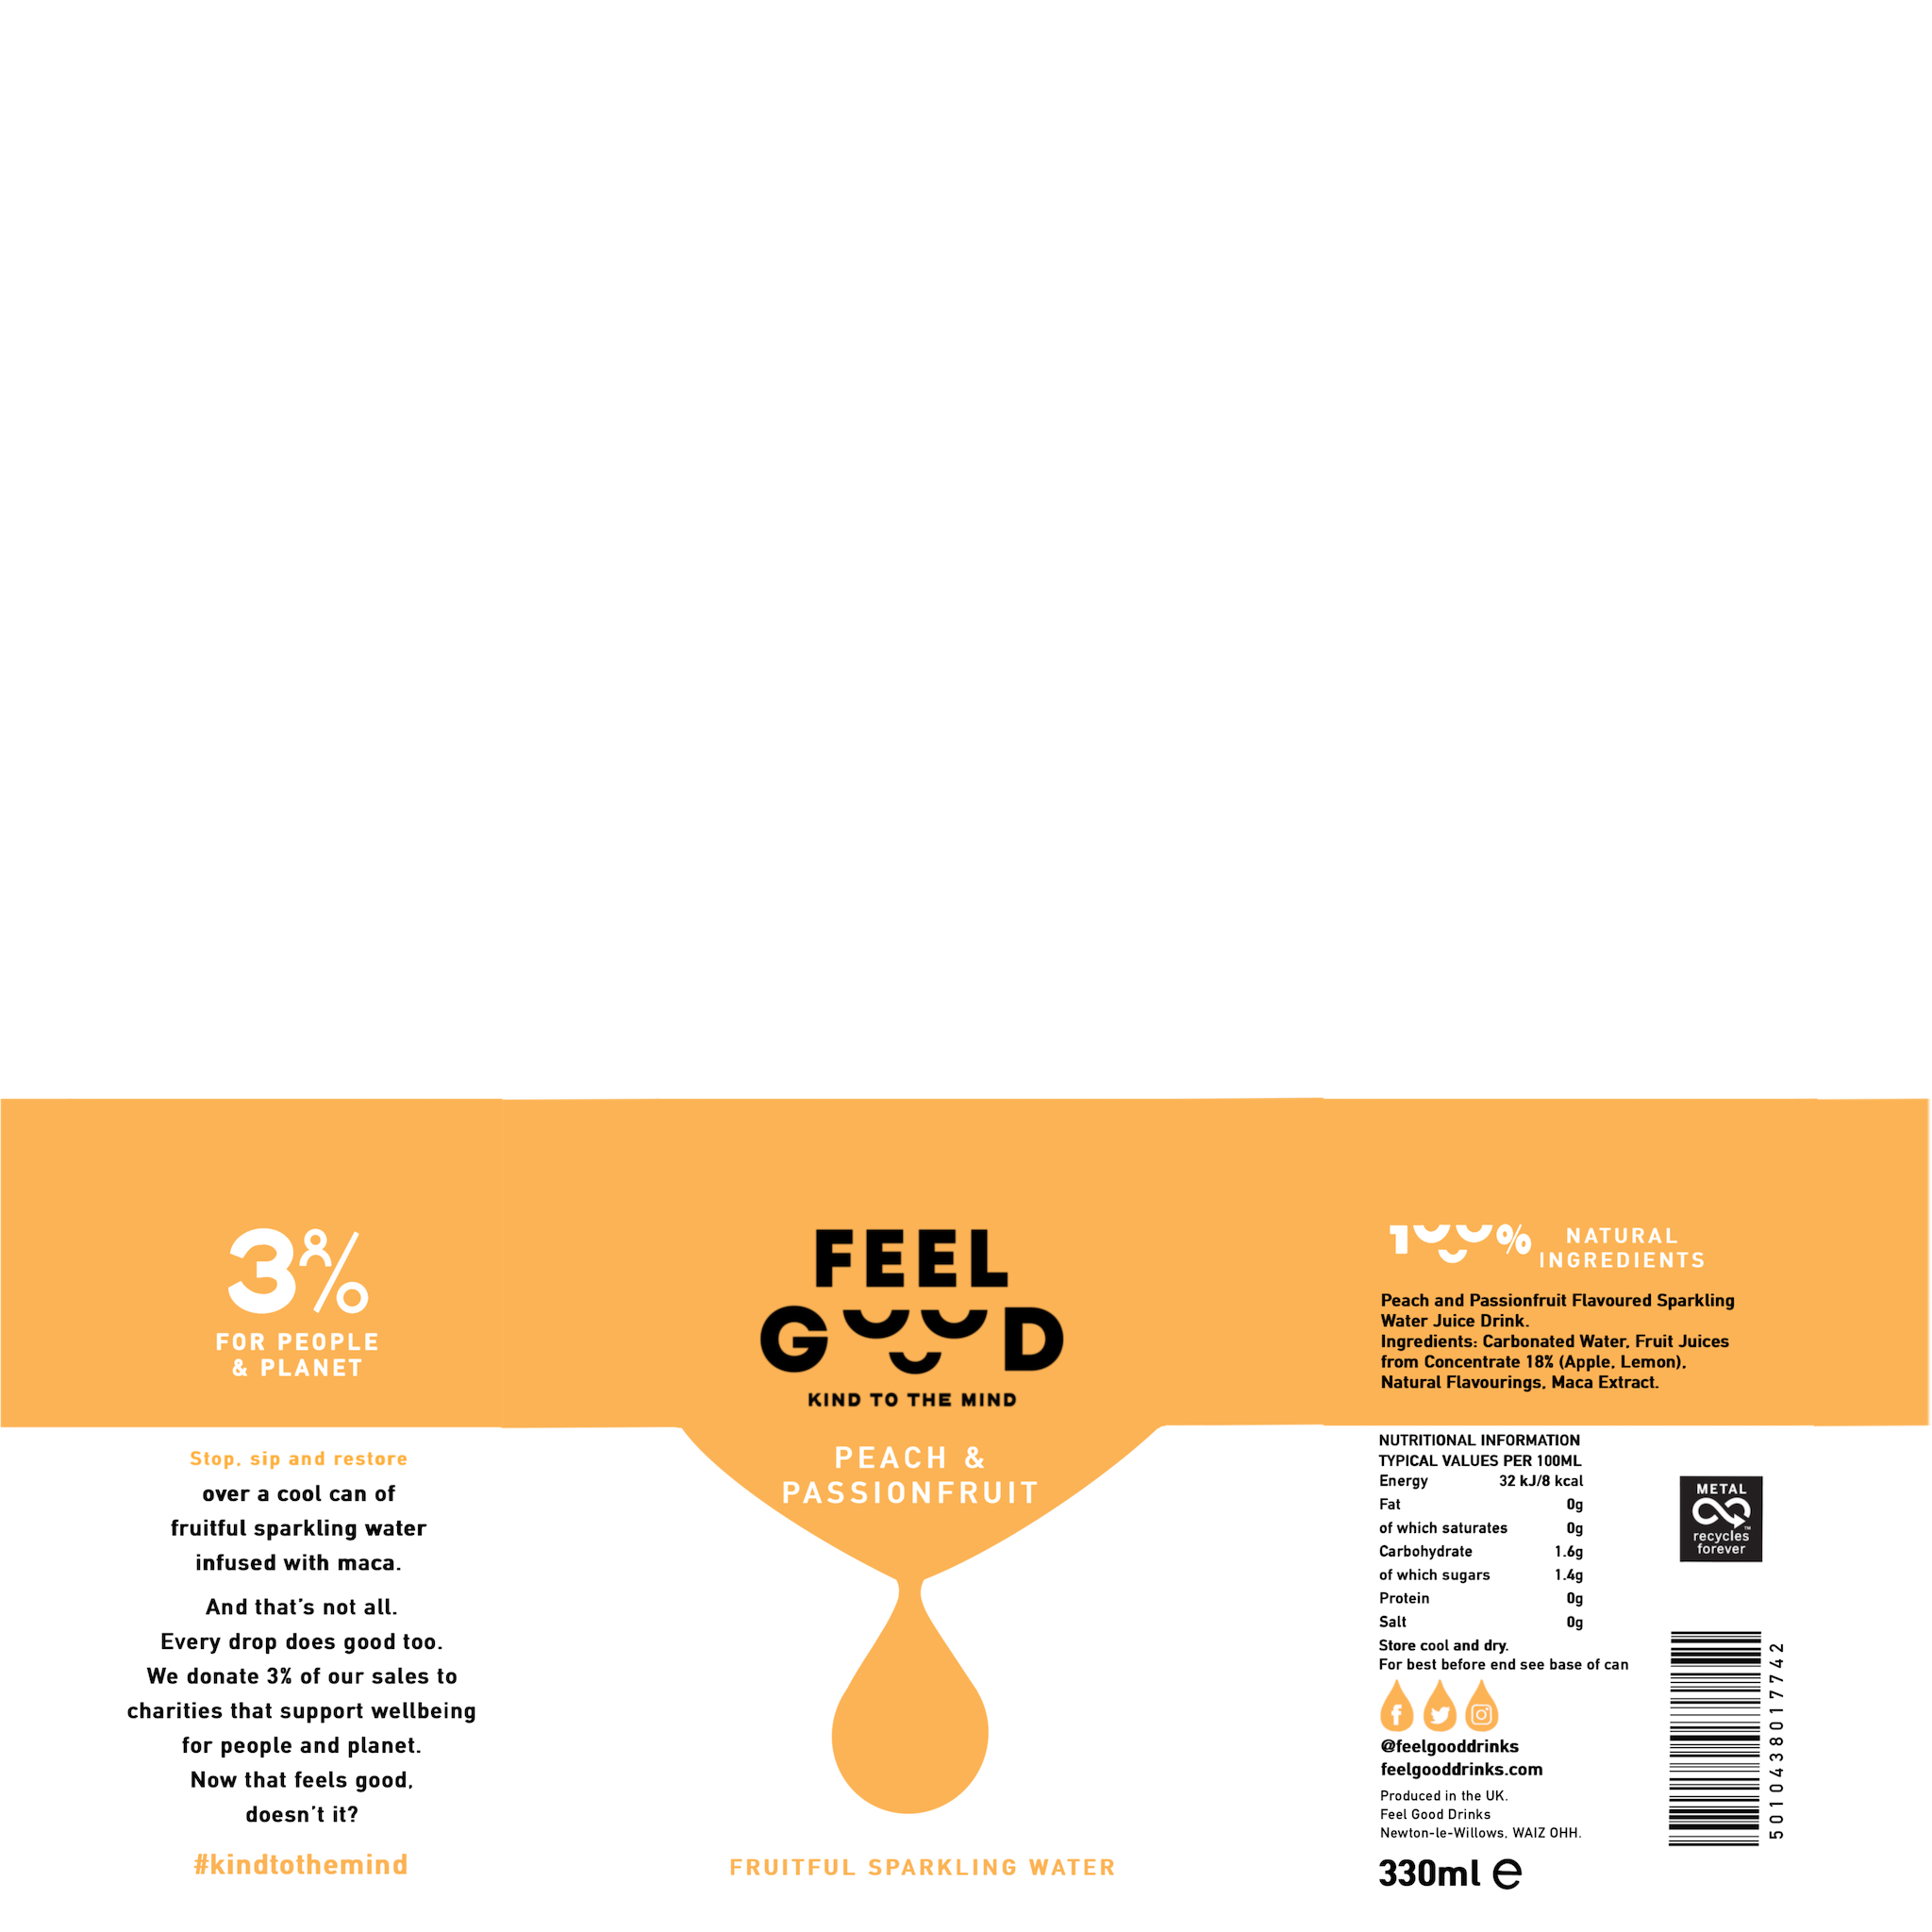 3%
FOR PEOPLE
& PLANET
Stop, sip and restore
over a cool can of
fruitful sparkling water
infused with maca.
And that's not all.
Every drop does good too.
We donate 3% of our sales to
charities that support wellbeing
for people and planet.
Now that feels good,
doesn't it?
#kindtothemind
FEEL
GOOD
KIND TO THE MIND
PEACH &
PASSIONFRUIT
FRUITFUL SPARKLING WATER
100% NATURAL
INGREDIENTS
Peach and Passionfruit Flavoured Sparkling
Water Juice Drink.
Ingredients: Carbonated Water, Fruit Juices
from Concentrate 18% (Apple, Lemon),
Natural Flavourings, Maca Extract.
NUTRITIONAL INFORMATION
TYPICAL VALUES PER 100ML
Energy 32 kJ/8 kcal
Fat 0g
of which saturates 0g
Carbohydrate 1.6g
of which sugars 1.4g
Protein 0g
Salt 0g
Store cool and dry.
For best before end see base of can
@feelgooddrinks
feelgooddrinks.com
Produced in the UK.
Feel Good Drinks
Newton-le-Willows, WAIZ OHH.
330ml e
METAL
recycles
forever
5010438017742